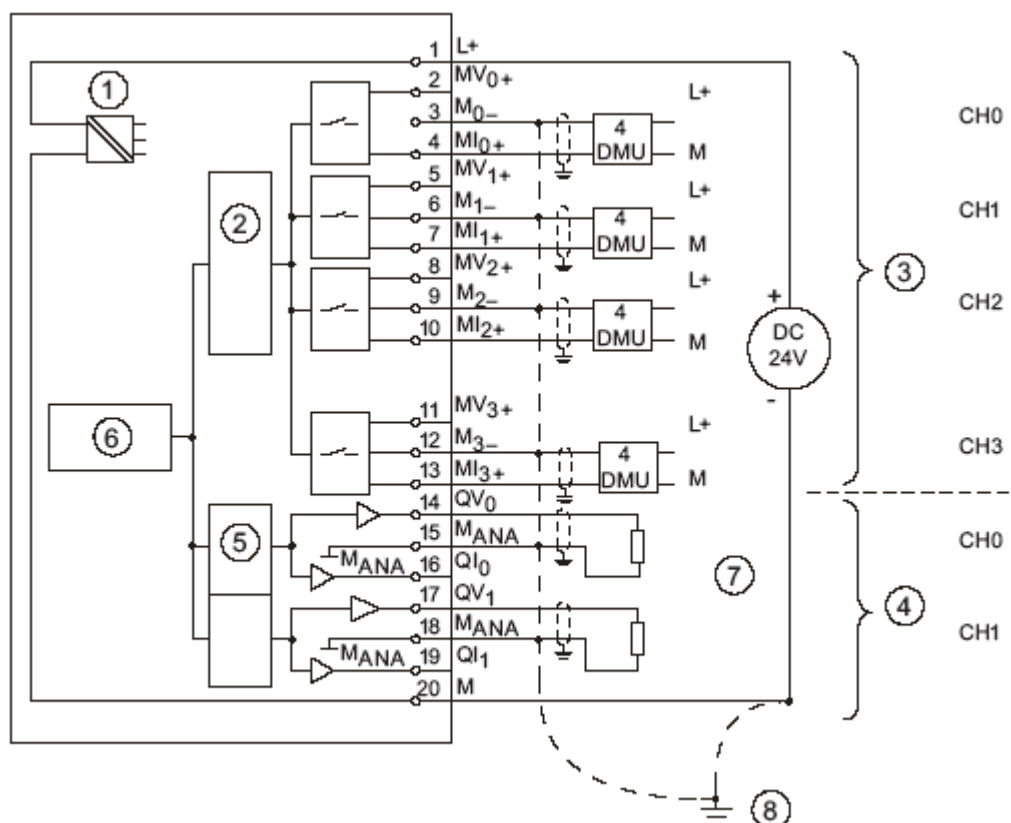 1 L+
① 2 MV0+ L+
3 M0– 4 DMU CH0
4 MI0+ M
5 MV1+ L+
② 6 M1– 4 DMU CH1
7 MI1+ M
8 MV2+ L+ ③
9 M2– 4 DMU CH2
10 MI2+ M
+
DC
24V
-
11 MV3+ L+
⑥ 12 M3– 4 DMU CH3
13 MI3+ M
14 QV0
⑤ 15 MANA CH0
MANA 16 QI0 ⑦
17 QV1 ④
18 MANA CH1
MANA 19 QI1
20 M
⑧